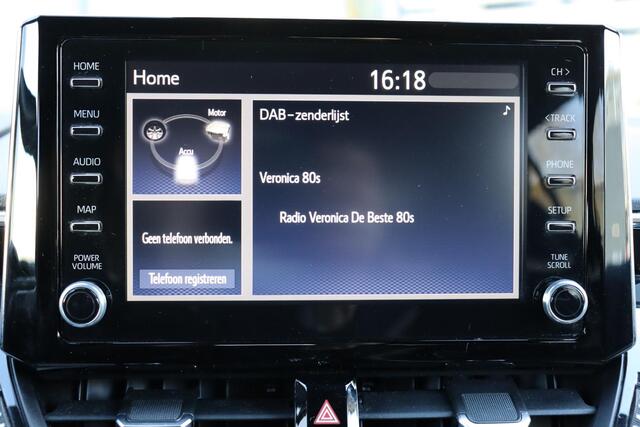 HOME
MENU
AUDIO
MAP
POWER
VOLUME
Home
16:18
Motor
Accu
Geen telefoon verbonden.
Telefoon registreren
DAB-zenderlijst
Veronica 80s
Radio Veronica De Beste 80s
CH >
< TRACK
PHONE
SETUP
TUNE
SCROLL